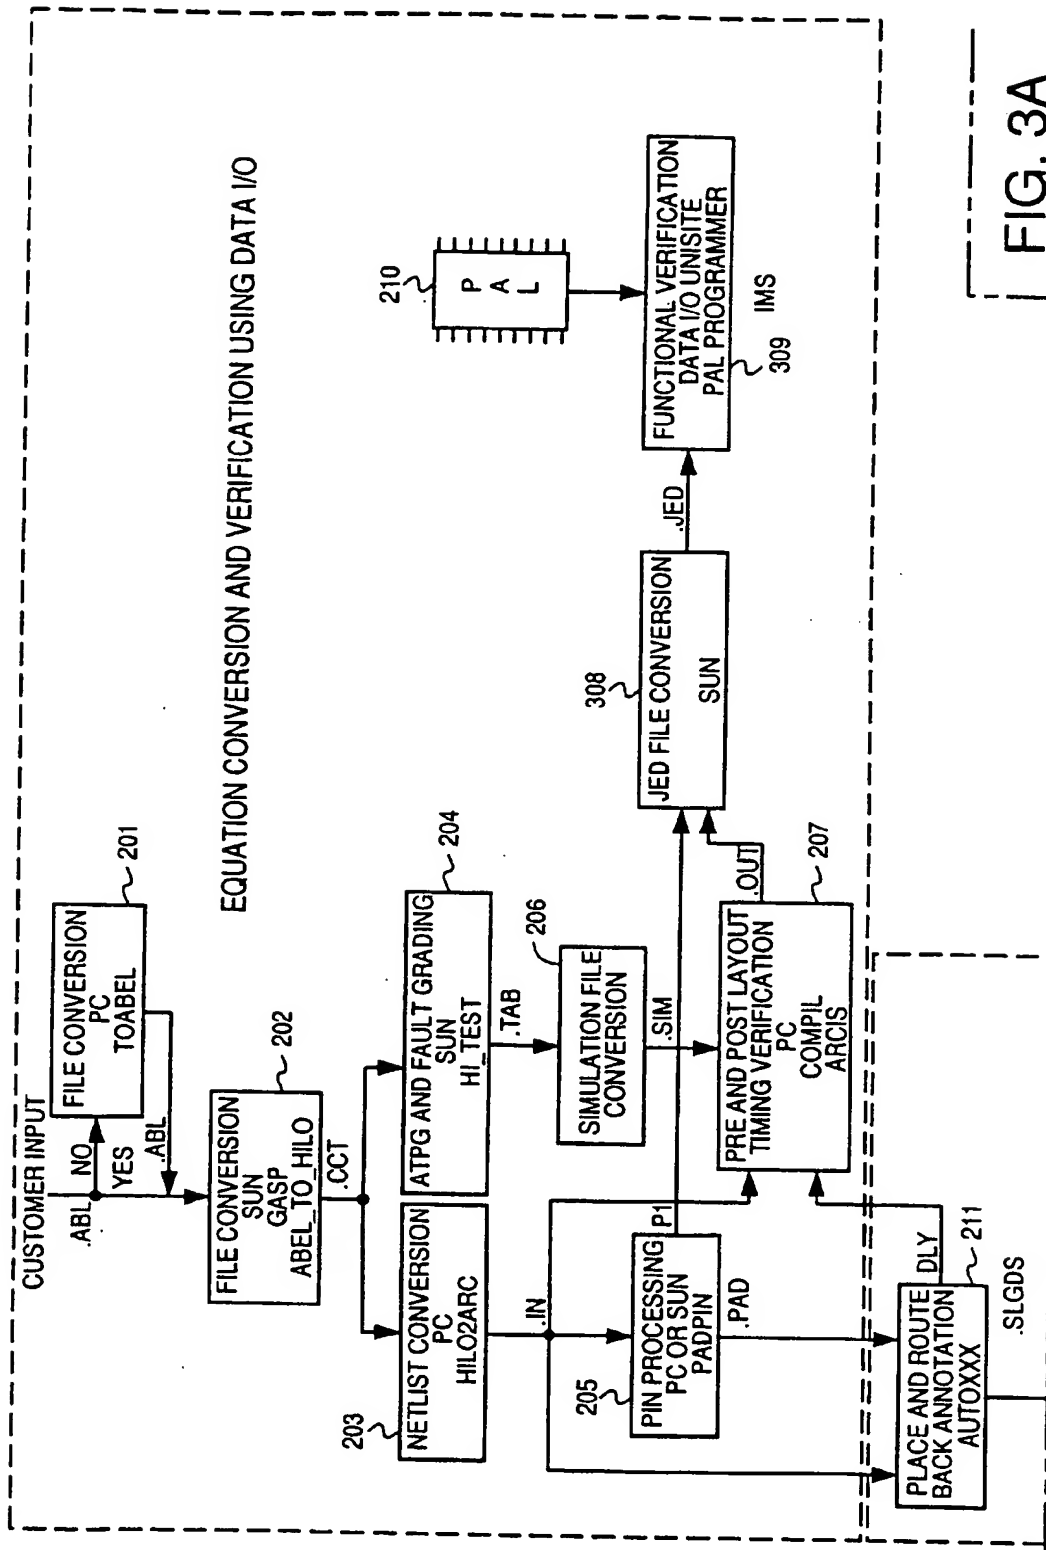 CUSTOMER INPUT
.ABL
NO
YES
.ABL
FILE CONVERSION
PC
TOABEL
201
FILE CONVERSION
SUN
GASP
ABEL_TO_HILO
202
.CCT
EQUATION CONVERSION AND VERIFICATION USING DATA I/O
NETLIST CONVERSION
PC
HILO2ARC
203
ATPG AND FAULT GRADING
SUN
HI_TEST
204
.IN
.TAB
PIN PROCESSING
PC OR SUN
PADPIN
205
P1
.PAD
SIMULATION FILE
CONVERSION
206
.SIM
PRE AND POST LAYOUT
TIMING VERIFICATION
PC
COMPIL
ARCIS
207
.OUT
JED FILE CONVERSION
SUN
308
.JED
P
A
L
210
FUNCTIONAL VERIFICATION
DATA I/O UNISITE
PAL PROGRAMMER
IMS
309
PLACE AND ROUTE
BACK ANNOTATION
AUTOXXX
DLY
211
.SLGDS
FIG. 3A